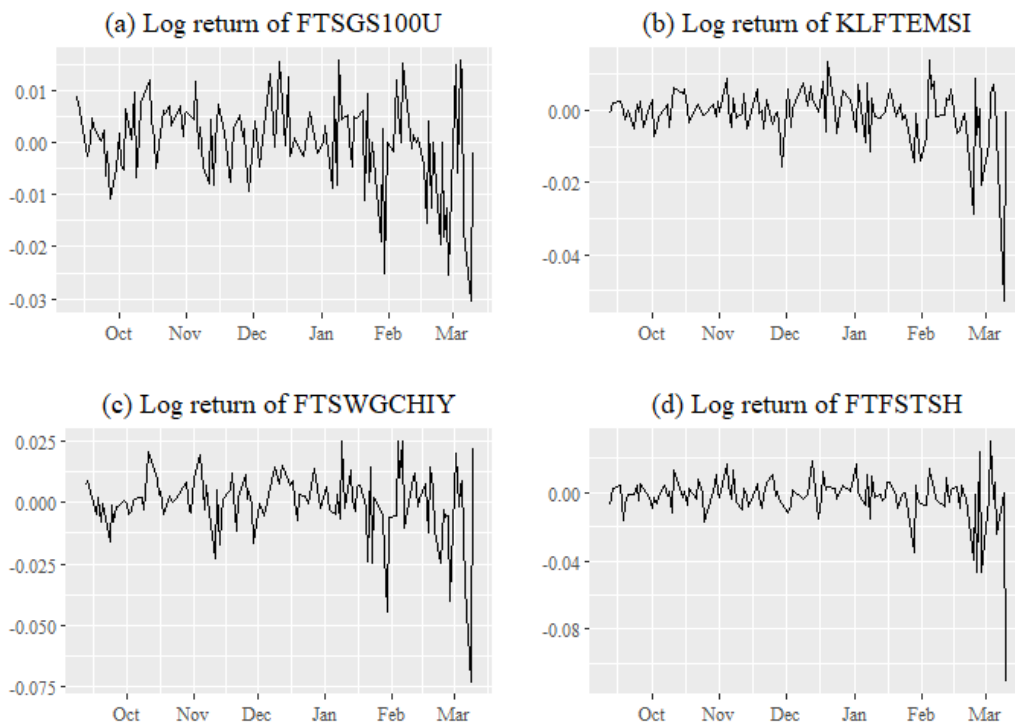 (a) Log return of FTSGS100U
0.01
0.00
-0.01
-0.02
-0.03
Oct Nov Dec Jan Feb Mar
(b) Log return of KLFTEMSI
0.00
-0.02
-0.04
Oct Nov Dec Jan Feb Mar
(c) Log return of FTSWGCHIY
0.025
0.000
-0.025
-0.050
-0.075
Oct Nov Dec Jan Feb Mar
(d) Log return of FTFSTSH
0.00
-0.04
-0.08
Oct Nov Dec Jan Feb Mar